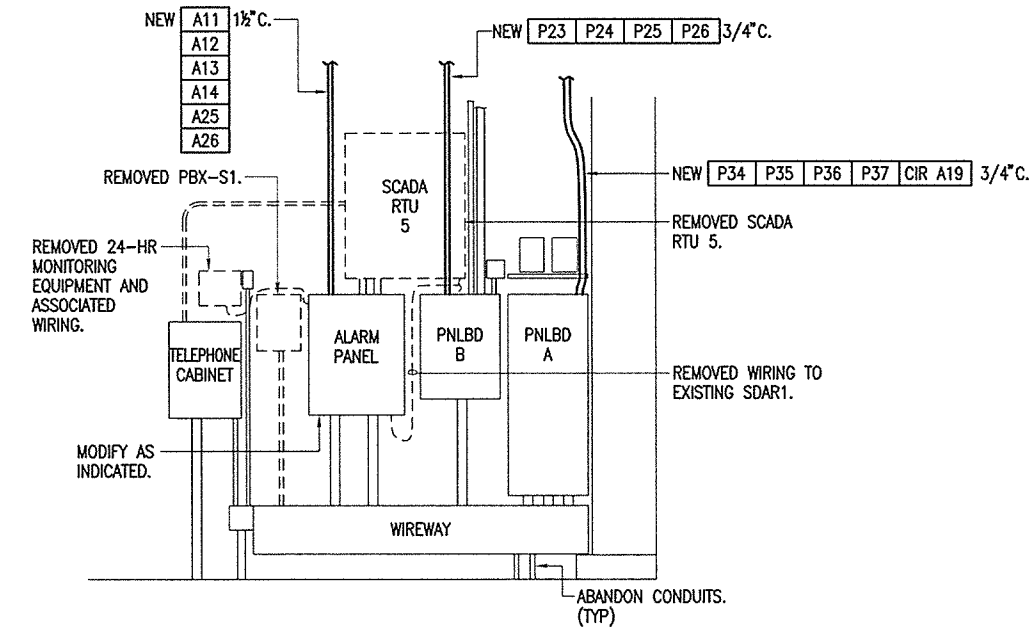 NEW A11 1½"C.
A12
A13
A14
A25
A26
NEW P23 P24 P25 P26 3/4"C.
REMOVED PBX-S1.
SCADA
RTU
5
NEW P34 P35 P36 P37 CIR A19 3/4"C.
REMOVED SCADA
RTU 5.
REMOVED 24-HR
MONITORING
EQUIPMENT AND
ASSOCIATED
WIRING.
TELEPHONE
CABINET
ALARM
PANEL
PNLBD
B
PNLBD
A
REMOVED WIRING TO
EXISTING SDAR1.
MODIFY AS
INDICATED.
WIREWAY
ABANDON CONDUITS.
(TYP)